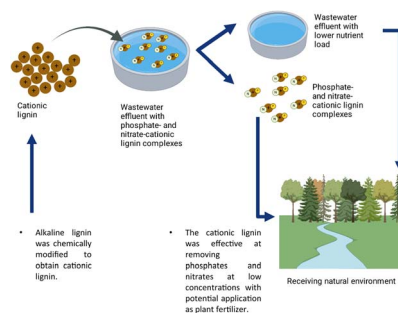 Cationic
lignin
Wastewater
effluent with
phosphate- and
nitrate-cationic
lignin complexes
Wastewater
effluent with
lower nutrient
load
Phosphate-
and nitrate-
cationic lignin
complexes
• Alkaline lignin
was chemically
modified to
obtain cationic
lignin.
• The cationic lignin
was effective at
removing
phosphates and
nitrates at low
concentrations with
potential application
as plant fertilizer.
Receiving natural environment